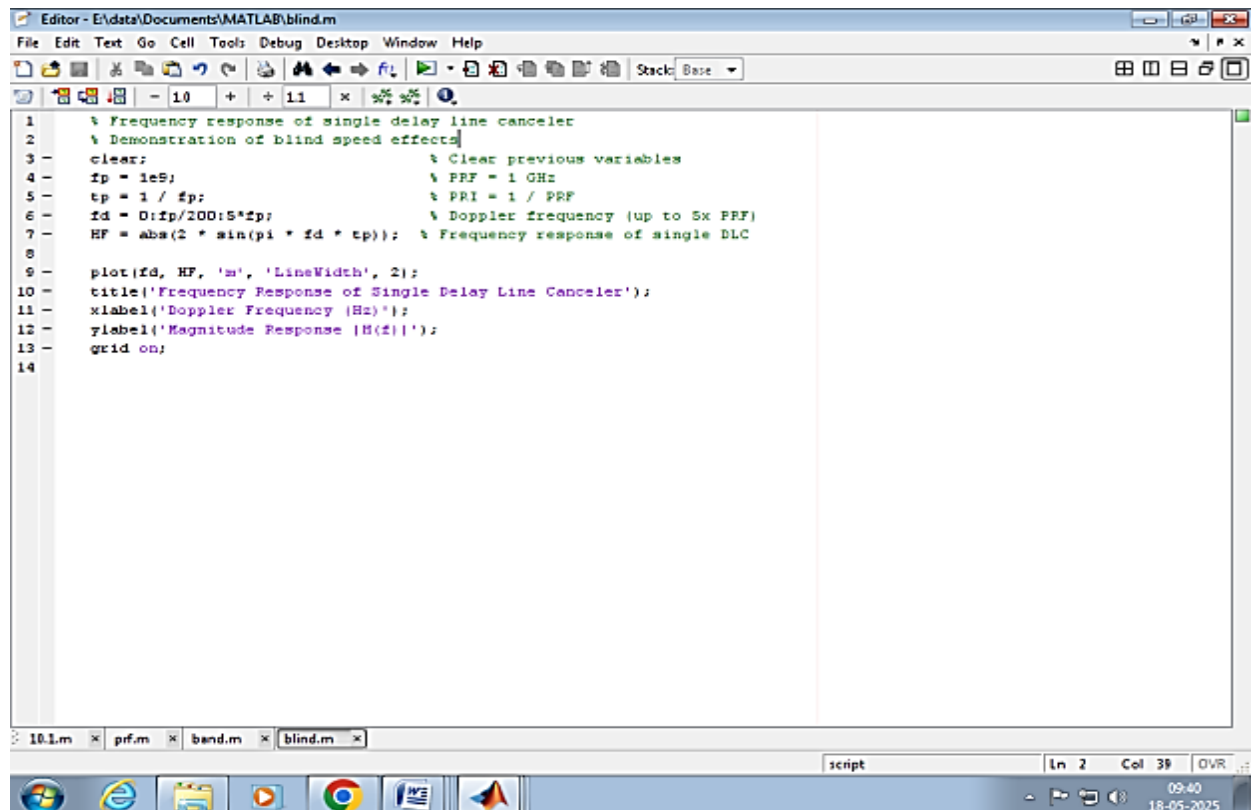 Editor - E:\data\Documents\MATLAB\blind.m
File Edit Text Go Cell Tools Debug Desktop Window Help
Stack: Base
- 1.0 + ÷ 1.1 ×
1 % Frequency response of single delay line canceler
2 % Demonstration of blind speed effects
3 - clear; % Clear previous variables
4 - fp = 1e9; % PRF = 1 GHz
5 - tp = 1 / fp; % PRI = 1 / PRF
6 - fd = 0:fp/200:5*fp; % Doppler frequency (up to 5x PRF)
7 - HF = abs(2 * sin(pi * fd * tp)); % Frequency response of single DLC
8
9 - plot(fd, HF, 'm', 'LineWidth', 2);
10 - title('Frequency Response of Single Delay Line Canceler');
11 - xlabel('Doppler Frequency (Hz)');
12 - ylabel('Magnitude Response |H(f)|');
13 - grid on;
14
10.1.m × prf.m × band.m × blind.m ×
script Ln 2 Col 39 OVR
09:40
18-05-2025